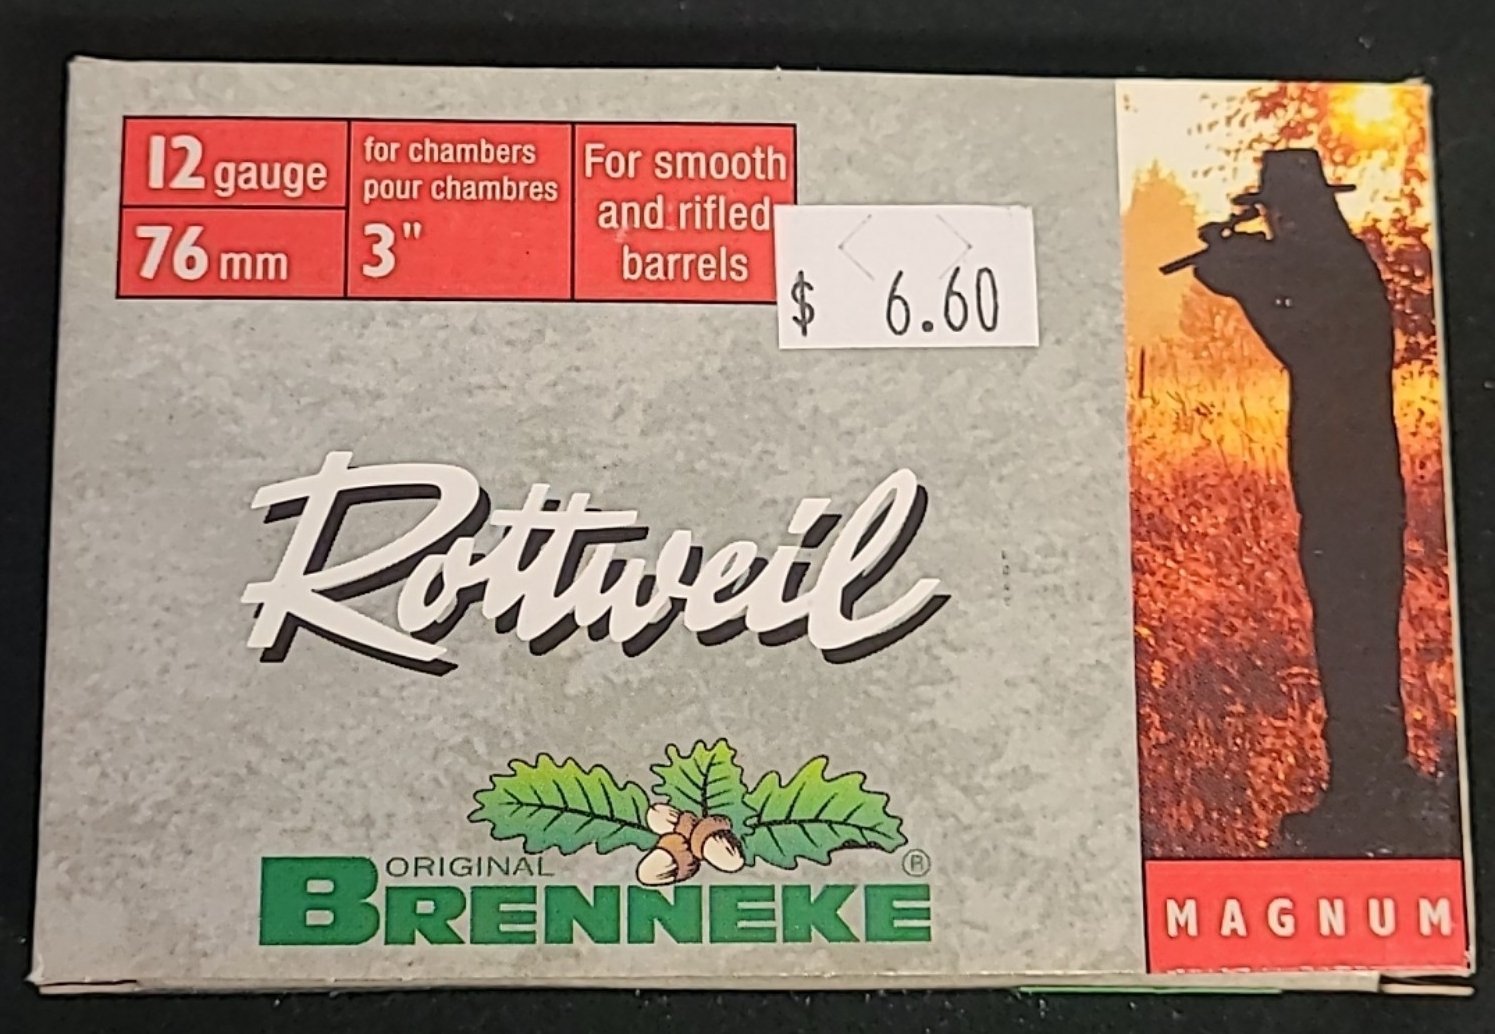 12 gauge
76 mm
for chambers
pour chambres
3"
For smooth
and rifled
barrels
$ 6.60
Rottweil
ORIGINAL
BRENNEKE®
MAGNUM